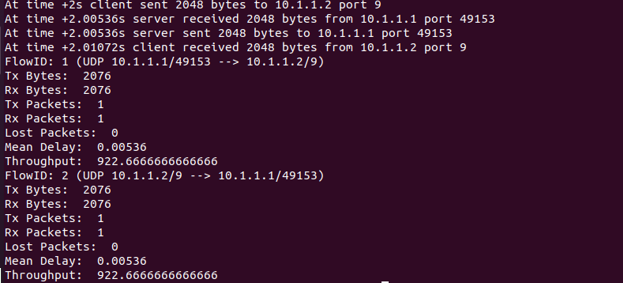 At time +2s client sent 2048 bytes to 10.1.1.2 port 9
At time +2.00536s server received 2048 bytes from 10.1.1.1 port 49153
At time +2.00536s server sent 2048 bytes to 10.1.1.1 port 49153
At time +2.01072s client received 2048 bytes from 10.1.1.2 port 9
FlowID: 1 (UDP 10.1.1.1/49153 --> 10.1.1.2/9)
Tx Bytes:  2076
Rx Bytes:  2076
Tx Packets:  1
Rx Packets:  1
Lost Packets:  0
Mean Delay:  0.00536
Throughput:  922.6666666666666
FlowID: 2 (UDP 10.1.1.2/9 --> 10.1.1.1/49153)
Tx Bytes:  2076
Rx Bytes:  2076
Tx Packets:  1
Rx Packets:  1
Lost Packets:  0
Mean Delay:  0.00536
Throughput:  922.6666666666666